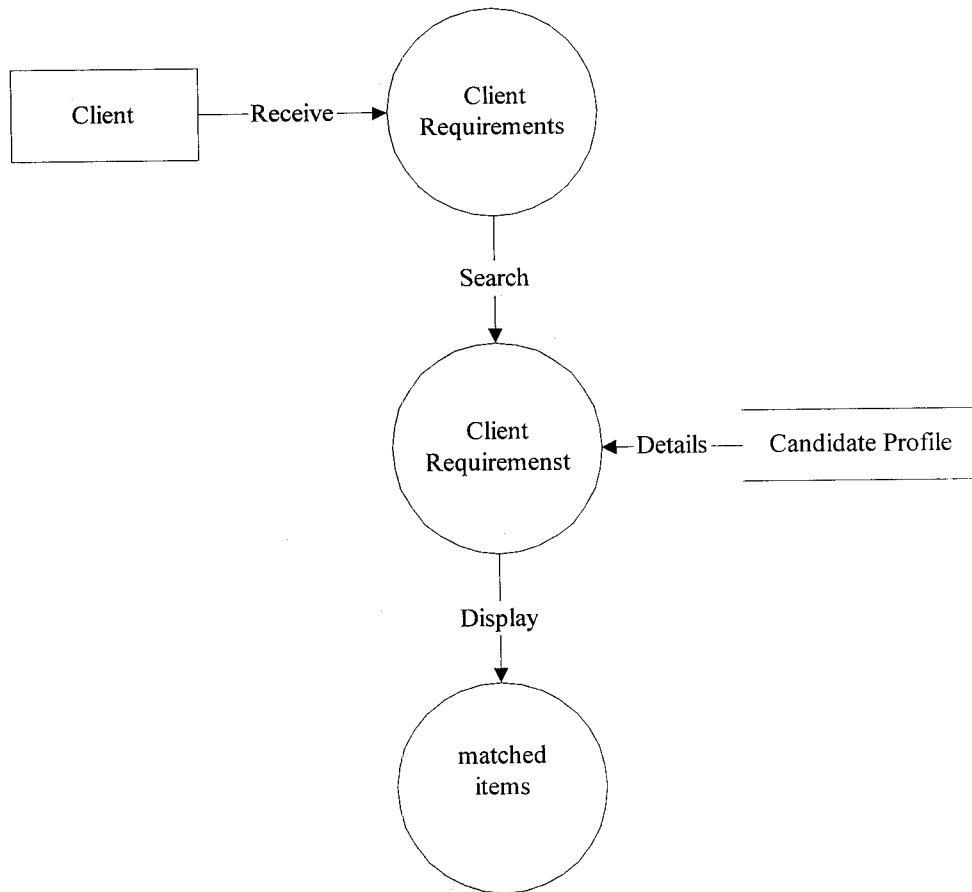 Client
Receive
Client
Requirements
Search
Client
Requiremenst
Details
Candidate Profile
Display
matched
items